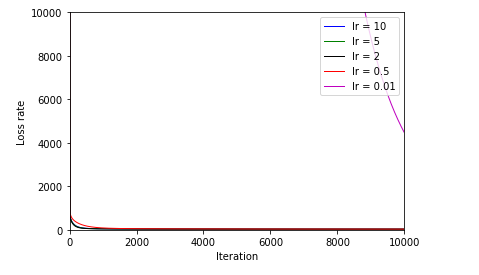 10000
8000
6000
4000
2000
0
Loss rate
lr = 10
lr = 5
lr = 2
lr = 0.5
lr = 0.01
0 2000 4000 6000 8000 10000
Iteration